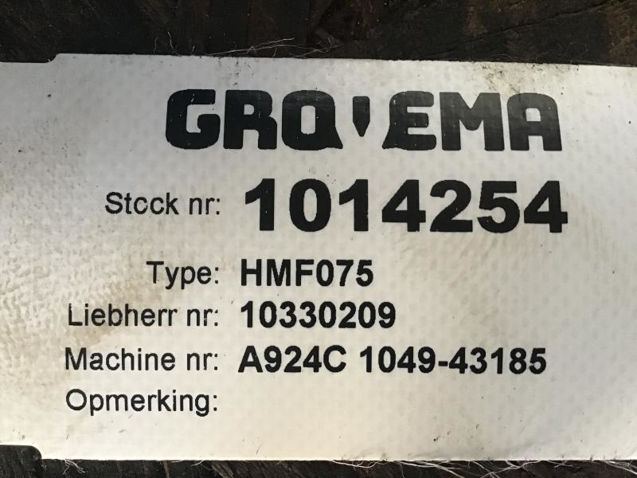 GROVEMA
Stock nr: 1014254
Type: HMF075
Liebherr nr: 10330209
Machine nr: A924C 1049-43185
Opmerking: